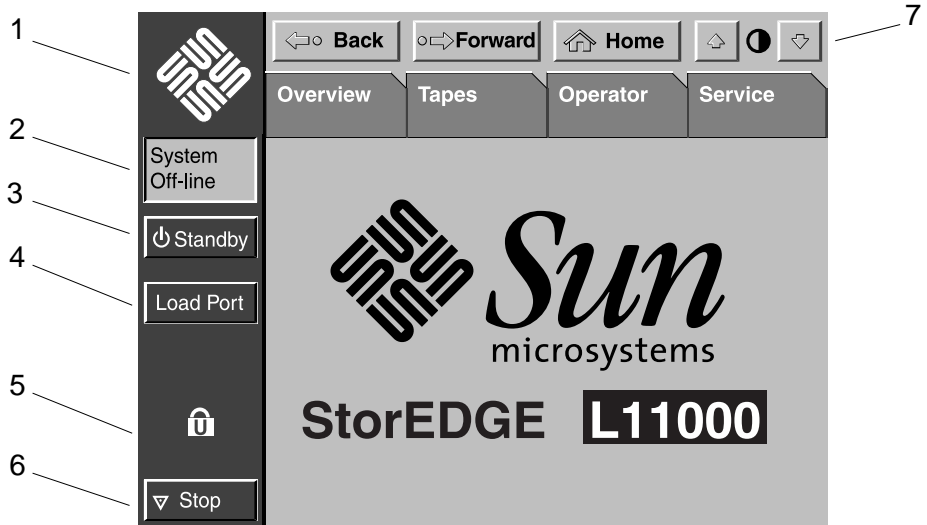 1
7
Back
Forward
Home
Overview
Tapes
Operator
Service
2
System
Off-line
3
Standby
4
Load Port
Sun
microsystems
StorEDGE L11000
5
U
6
Stop